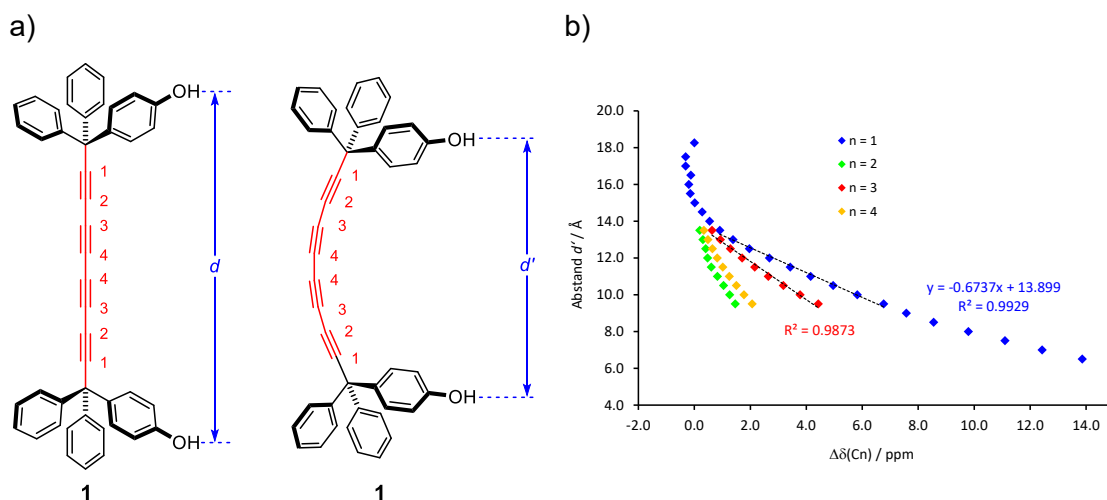 a)
OH
1
2
3
4
4
3
2
1
d
OH
1
OH
1
2
3
4
4
3
2
1
d'
OH
1
b)
Abstand d' / Å
20.0
18.0
16.0
14.0
12.0
10.0
8.0
6.0
4.0
n = 1
n = 2
n = 3
n = 4
y = -0.6737x + 13.899
R² = 0.9929
R² = 0.9873
-2.0 0.0 2.0 4.0 6.0 8.0 10.0 12.0 14.0
Δδ(Cn) / ppm